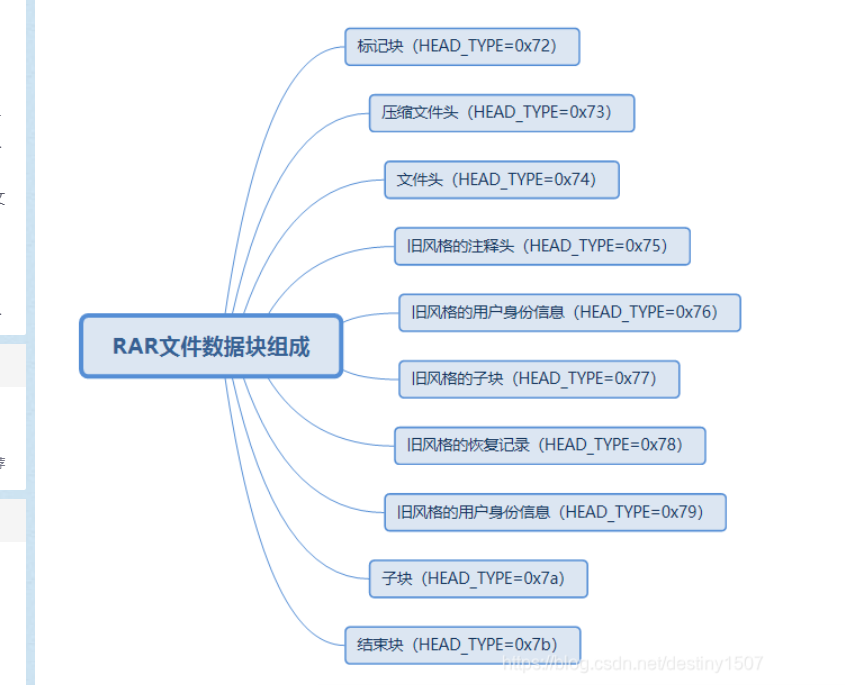 标记块（HEAD_TYPE=0x72）
压缩文件头（HEAD_TYPE=0x73）
文件头（HEAD_TYPE=0x74）
旧风格的注释头（HEAD_TYPE=0x75）
旧风格的用户身份信息（HEAD_TYPE=0x76）
RAR文件数据块组成
旧风格的子块（HEAD_TYPE=0x77）
旧风格的恢复记录（HEAD_TYPE=0x78）
旧风格的用户身份信息（HEAD_TYPE=0x79）
子块（HEAD_TYPE=0x7a）
结束块（HEAD_TYPE=0x7b）
https://blog.csdn.net/destiny1507